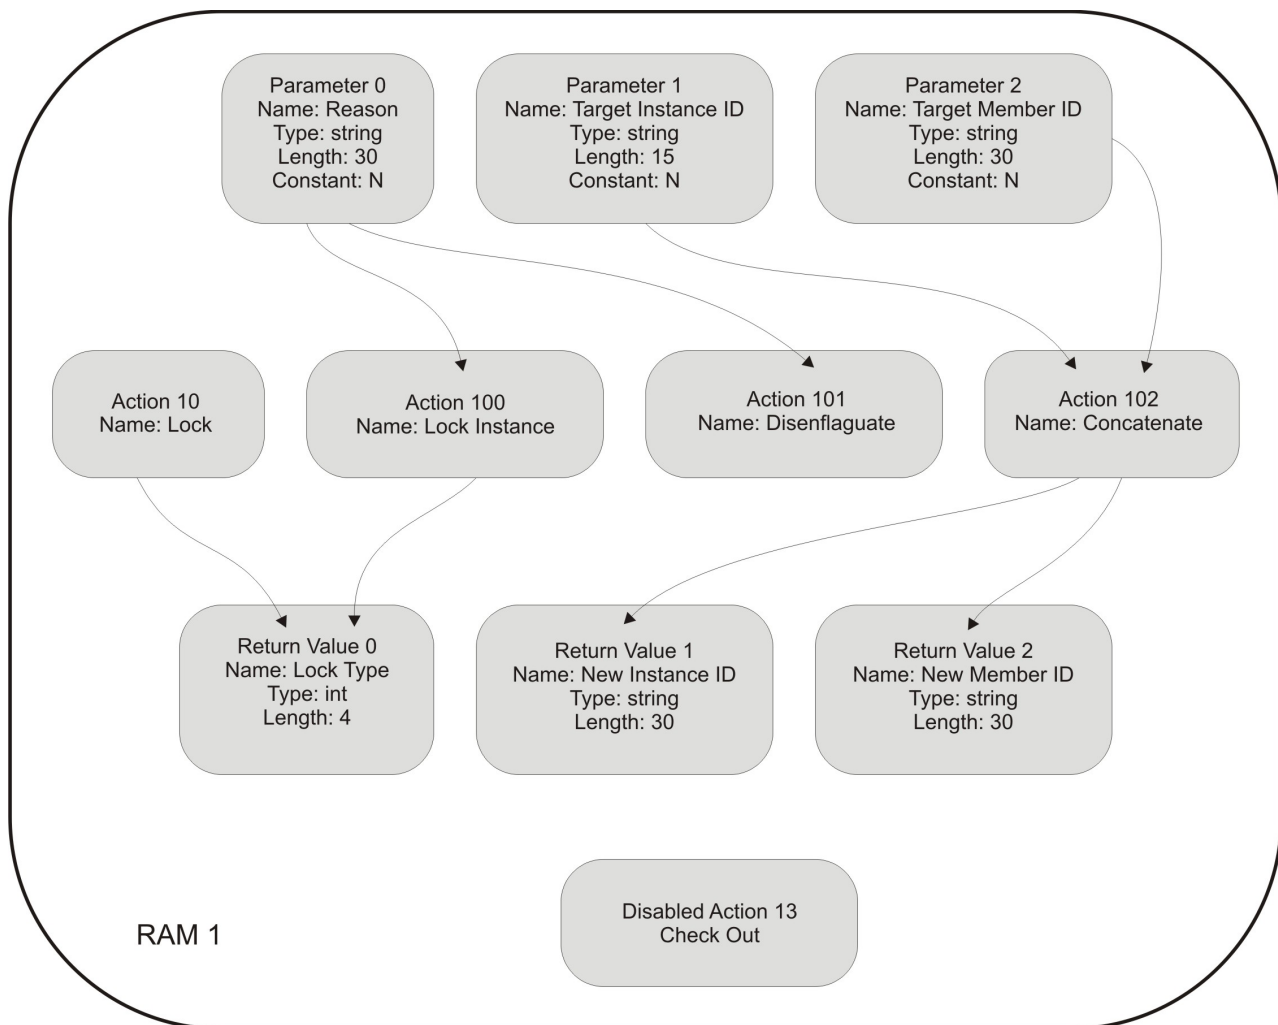 Parameter 0
Name: Reason
Type: string
Length: 30
Constant: N
Parameter 1
Name: Target Instance ID
Type: string
Length: 15
Constant: N
Parameter 2
Name: Target Member ID
Type: string
Length: 30
Constant: N
Action 10
Name: Lock
Action 100
Name: Lock Instance
Action 101
Name: Disenflaguate
Action 102
Name: Concatenate
Return Value 0
Name: Lock Type
Type: int
Length: 4
Return Value 1
Name: New Instance ID
Type: string
Length: 30
Return Value 2
Name: New Member ID
Type: string
Length: 30
Disabled Action 13
Check Out
RAM 1